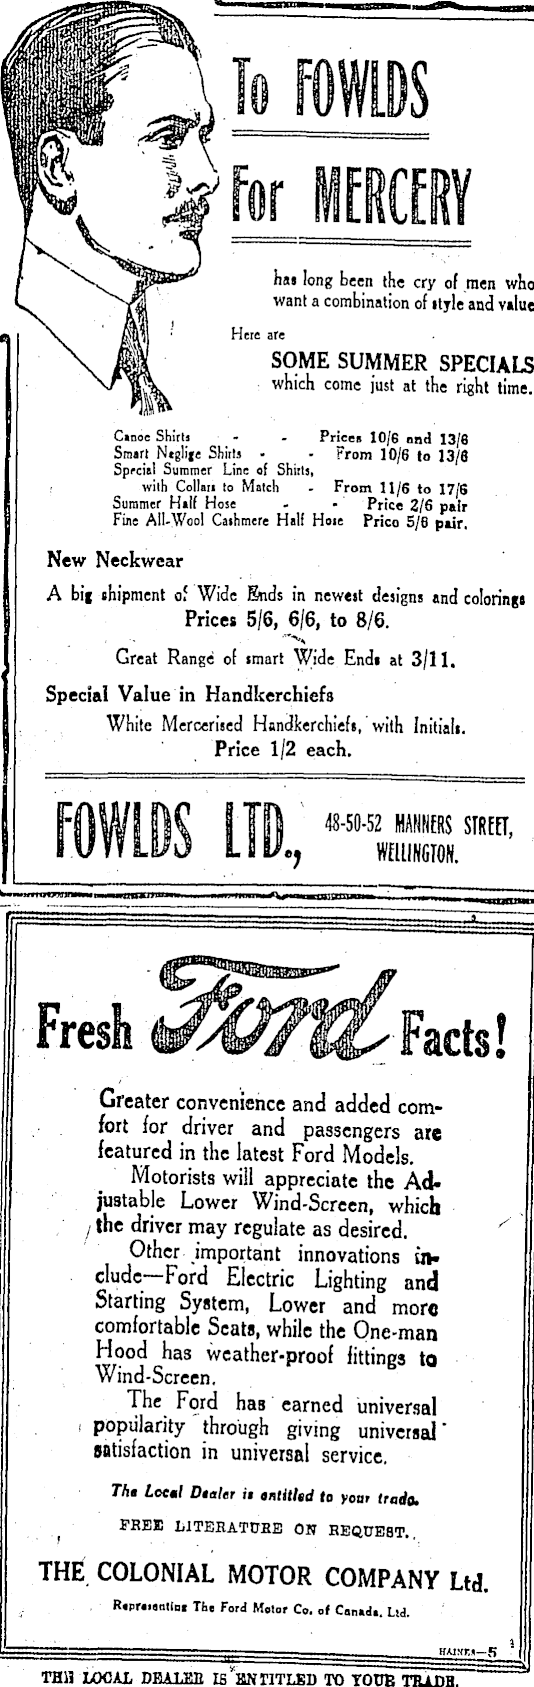 To FOWLDS
For MERCERY
has long been the cry of men who
want a combination of style and value
Here are
SOME SUMMER SPECIALS
which come just at the right time.
Canoe Shirts - - Prices 10/6 and 13/6
Smart Neglige Shirts - - From 10/6 to 13/6
Special Summer Line of Shirts,
with Collars to Match - From 11/6 to 17/6
Summer Half Hose - - Price 2/6 pair
Fine All-Wool Cashmere Half Hose Price 5/6 pair.
New Neckwear
A big shipment of Wide Ends in newest designs and colorings
Prices 5/6, 6/6, to 8/6.
Great Range of smart Wide Ends at 3/11.
Special Value in Handkerchiefs
White Mercerised Handkerchiefs, with Initials.
Price 1/2 each.
FOWLDS LTD., 48-50-52 MANNERS STREET,
WELLINGTON.
Fresh Ford Facts!
Greater convenience and added com-
fort for driver and passengers are
featured in the latest Ford Models.
Motorists will appreciate the Ad-
justable Lower Wind-Screen, which
the driver may regulate as desired.
Other important innovations in-
clude—Ford Electric Lighting and
Starting System, Lower and more
comfortable Seats, while the One-man
Hood has weather-proof fittings to
Wind-Screen.
The Ford has earned universal
popularity through giving universal
satisfaction in universal service.
The Local Dealer is entitled to your trade.
FREE LITERATURE ON REQUEST.
THE COLONIAL MOTOR COMPANY Ltd.
Representing The Ford Motor Co. of Canada, Ltd.
HAINES—5
THE LOCAL DEALER IS ENTITLED TO YOUR TRADE.